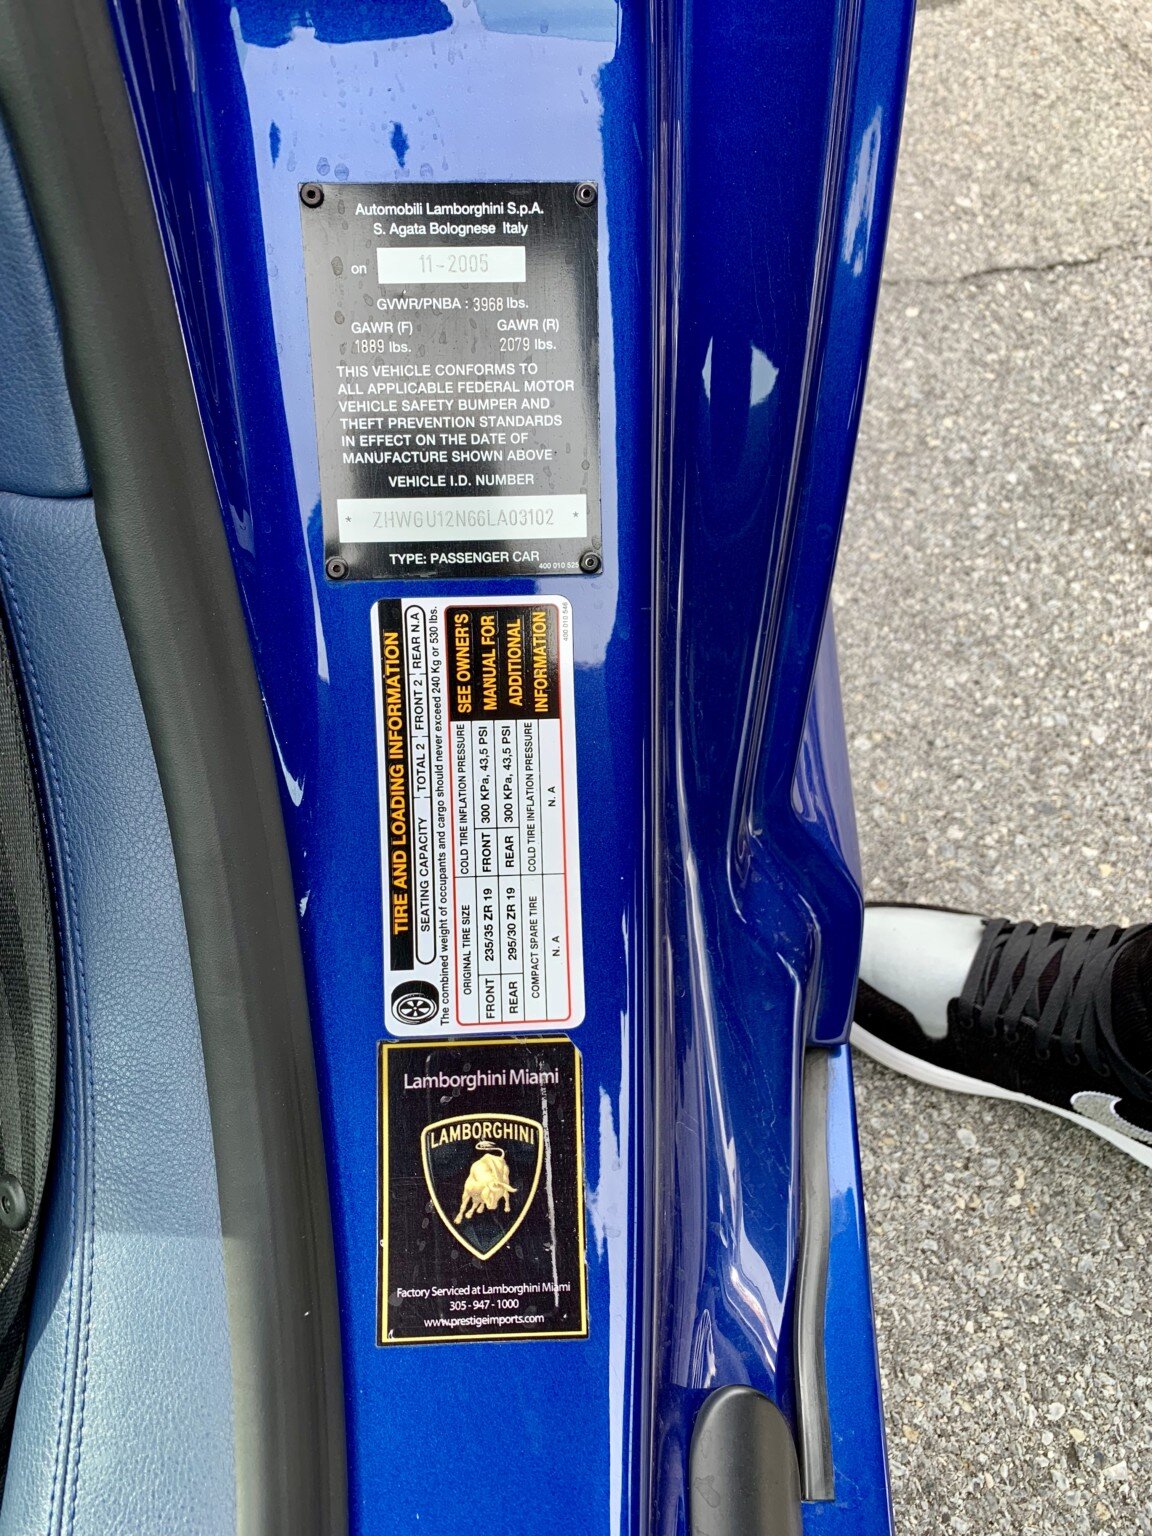 Automobili Lamborghini S.p.A.
S. Agata Bolognese Italy
on 11-2005
GVWR/PNBA : 3968 lbs.
GAWR (F) GAWR (R)
1889 lbs. 2079 lbs.
THIS VEHICLE CONFORMS TO
ALL APPLICABLE FEDERAL MOTOR
VEHICLE SAFETY BUMPER AND
THEFT PREVENTION STANDARDS
IN EFFECT ON THE DATE OF
MANUFACTURE SHOWN ABOVE
VEHICLE I.D. NUMBER
* ZHWGU12N66LA03102 *
TYPE: PASSENGER CAR
400 010 525
TIRE AND LOADING INFORMATION
SEATING CAPACITY TOTAL 2 FRONT 2 REAR N.A
The combined weight of occupants and cargo should never exceed 240 Kg or 530 lbs.
ORIGINAL TIRE SIZE COLD TIRE INFLATION PRESSURE
FRONT 235/35 ZR 19 FRONT 300 KPa, 43,5 PSI
REAR 295/30 ZR 19 REAR 300 KPa, 43,5 PSI
COMPACT SPARE TIRE COLD TIRE INFLATION PRESSURE
N. A N. A
SEE OWNER'S
MANUAL FOR
ADDITIONAL
INFORMATION
400 010 546
Lamborghini Miami
LAMBORGHINI
Factory Serviced at Lamborghini Miami
305 - 947 - 1000
www.prestigeimports.com